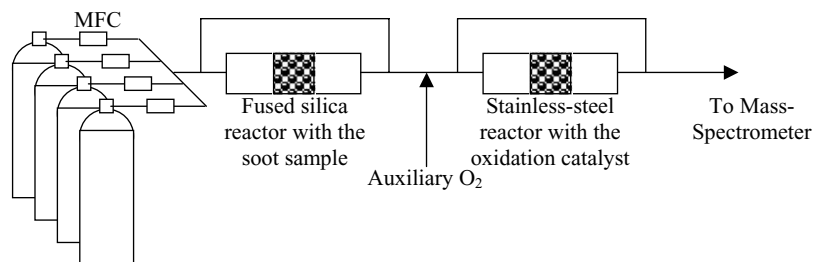 MFC
Fused silica
reactor with the
soot sample
Auxiliary O₂
Stainless-steel
reactor with the
oxidation catalyst
To Mass-
Spectrometer